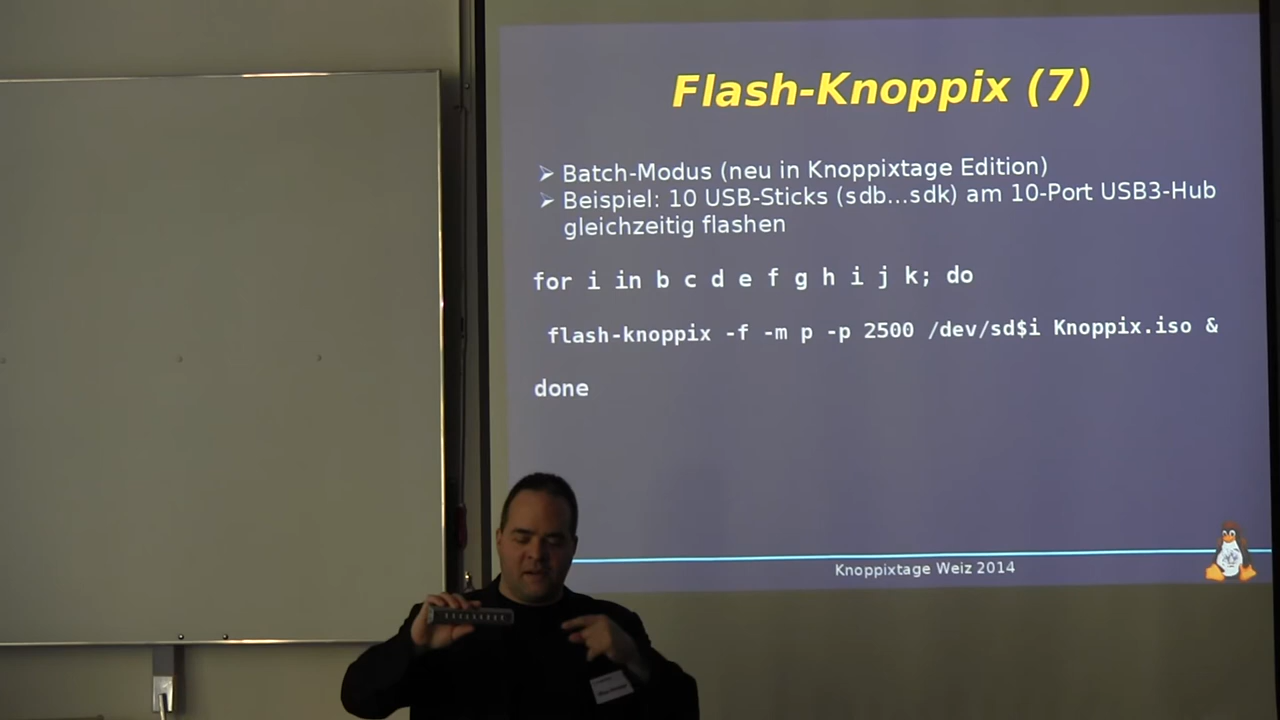 Flash-Knoppix (7)
➢ Batch-Modus (neu in Knoppixtage Edition)
➢ Beispiel: 10 USB-Sticks (sdb...sdk) am 10-Port USB3-Hub
gleichzeitig flashen
for i in b c d e f g h i j k; do
flash-knoppix -f -m p -p 2500 /dev/sd$i Knoppix.iso &
done
Knoppixtage Weiz 2014